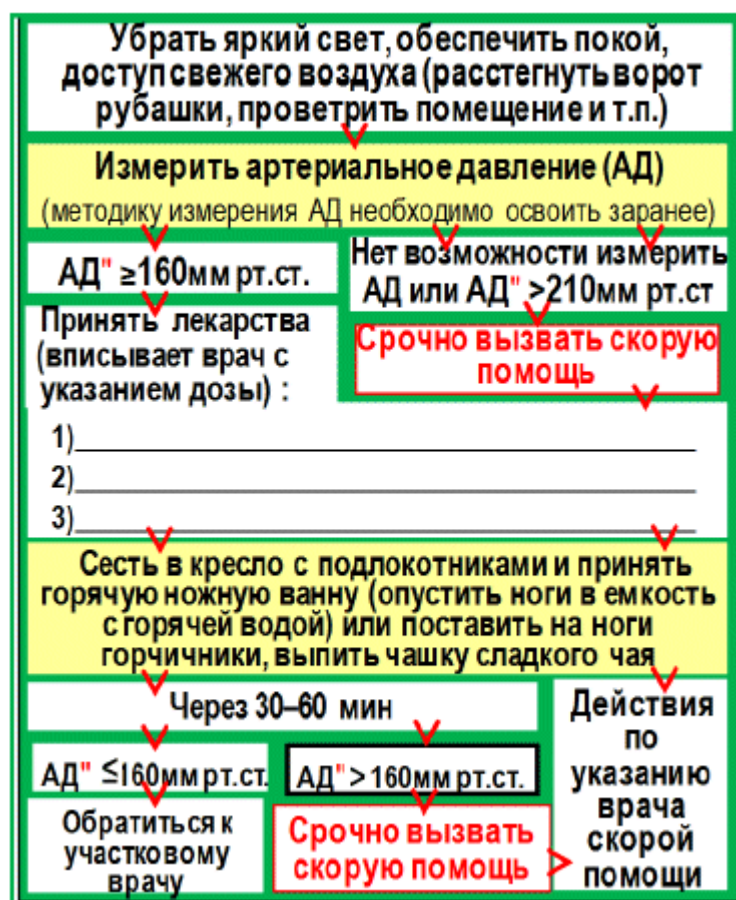 Убрать яркий свет, обеспечить покой,
доступ свежего воздуха (расстегнуть ворот
рубашки, проветрить помещение и т.п.)
Измерить артериальное давление (АД)
(методику измерения АД необходимо освоить заранее)
АД" ≥160мм рт.ст.
Нет возможности измерить
АД или АД" >210мм рт.ст
Принять лекарства
(вписывает врач с
указанием дозы) :
Срочно вызвать скорую
помощь
1)
2)
3)
Сесть в кресло с подлокотниками и принять
горячую ножную ванну (опустить ноги в емкость
с горячей водой) или поставить на ноги
горчичники, выпить чашку сладкого чая
Через 30–60 мин
АД" ≤160мм рт.ст.
АД" >160мм рт.ст.
Обратиться к
участковому
врачу
Срочно вызвать
скорую помощь
Действия
по
указанию
врача
скорой
помощи